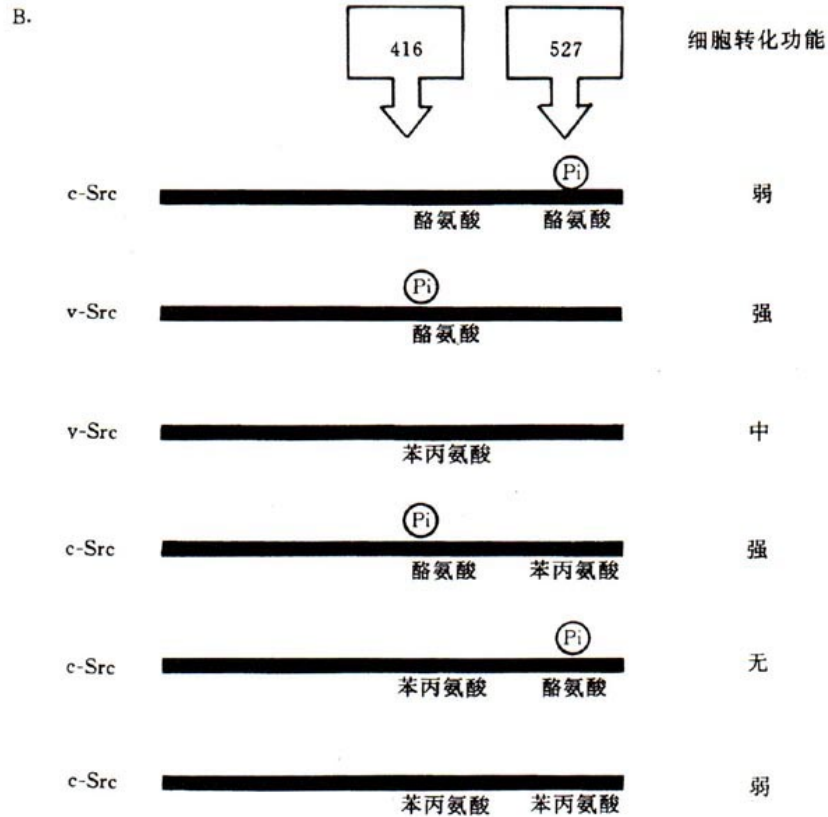 B.
416 527 细胞转化功能
Pi
c-Src 弱
酪氨酸 酪氨酸
Pi
v-Src 强
酪氨酸
v-Src 中
苯丙氨酸
Pi
c-Src 强
酪氨酸 苯丙氨酸
Pi
c-Src 无
苯丙氨酸 酪氨酸
c-Src 弱
苯丙氨酸 苯丙氨酸